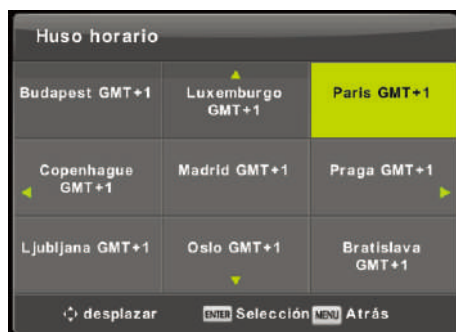 Huso horario
Budapest GMT+1
Luxemburgo
GMT+1
Paris GMT+1
Copenhague
GMT+1
Madrid GMT+1
Praga GMT+1
Ljubljana GMT+1
Oslo GMT+1
Bratislava
GMT+1
desplazar ENTER Selección MENU Atrás